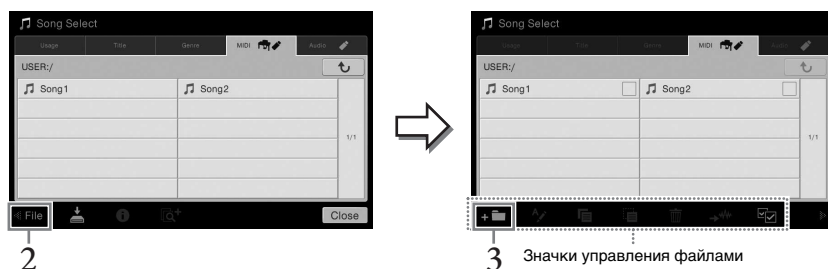 Song Select
Usage Title Genre MIDI Audio
USER:/
Song1 Song2
1/1
File Close
2
Song Select
Usage Title Genre MIDI Audio
USER:/
Song1 Song2
1/1
+
3 Значки управления файлами